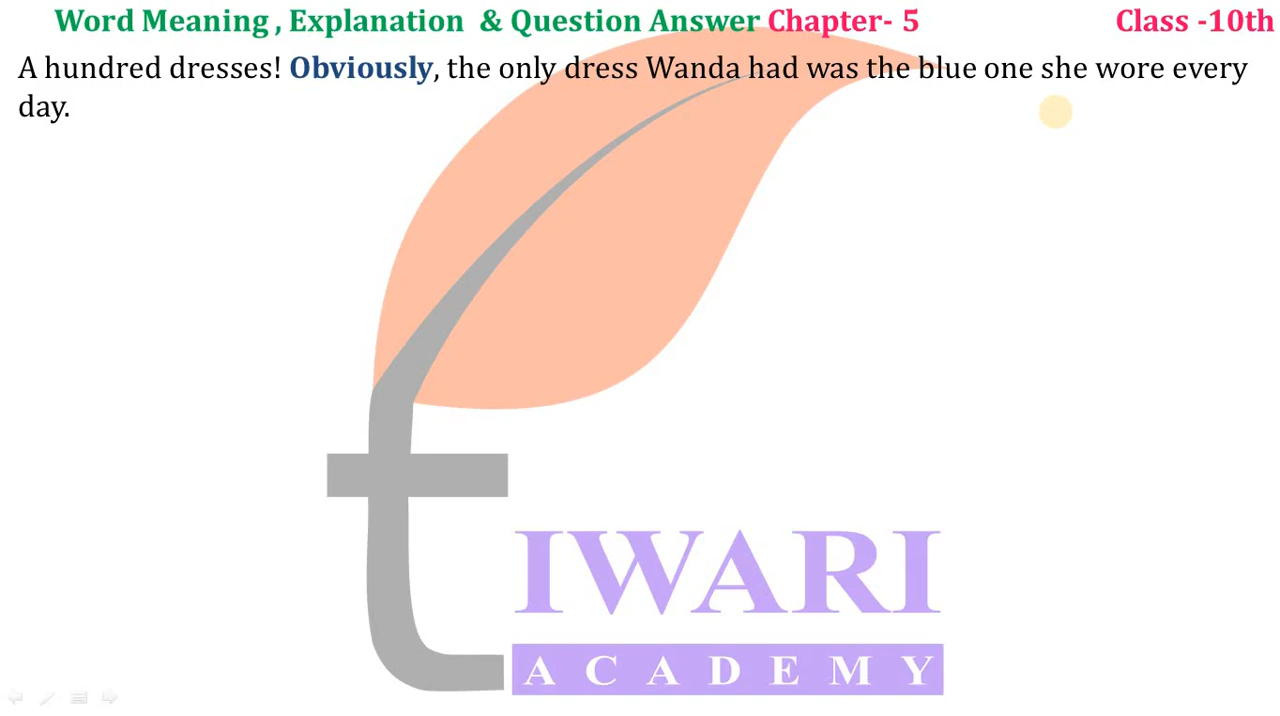 Word Meaning , Explanation & Question Answer Chapter- 5 Class -10th
A hundred dresses! Obviously, the only dress Wanda had was the blue one she wore every
day.
tIWARI
ACADEMY